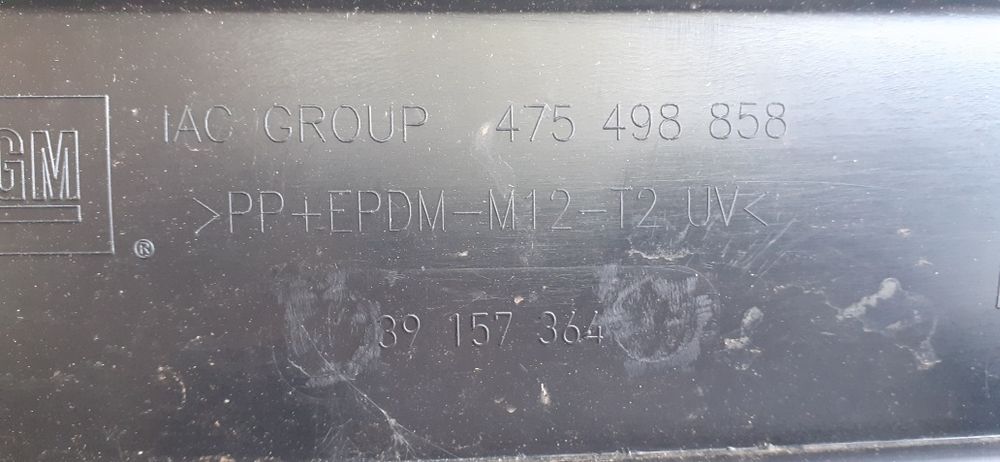 GM
®
IAC GROUP 475 498 858
>PP+EPDM-M12-T2 UV<
39 157 364